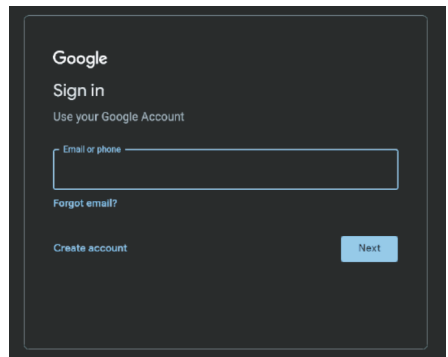 Google
Sign in
Use your Google Account
Email or phone
Forgot email?
Create account
Next